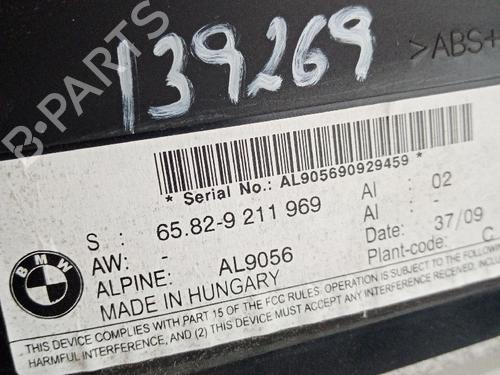 139269
>ABS+
B-PARTS
* Serial No.: AL905690929459 *
S : 65.82-9 211 969 AI : 02
AW: - AI : -
ALPINE: AL9056 Date: 37/09
MADE IN HUNGARY Plant-code: C
BMW
THIS DEVICE COMPLIES WITH PART 15 OF THE FCC RULES. OPERATION IS SUBJECT TO THE FOLLOWING
HARMFUL INTERFERENCE, AND (2) THIS DEVICE MUST ACCEPT ANY INTERFERENCE RECEIVED, INCLUDING